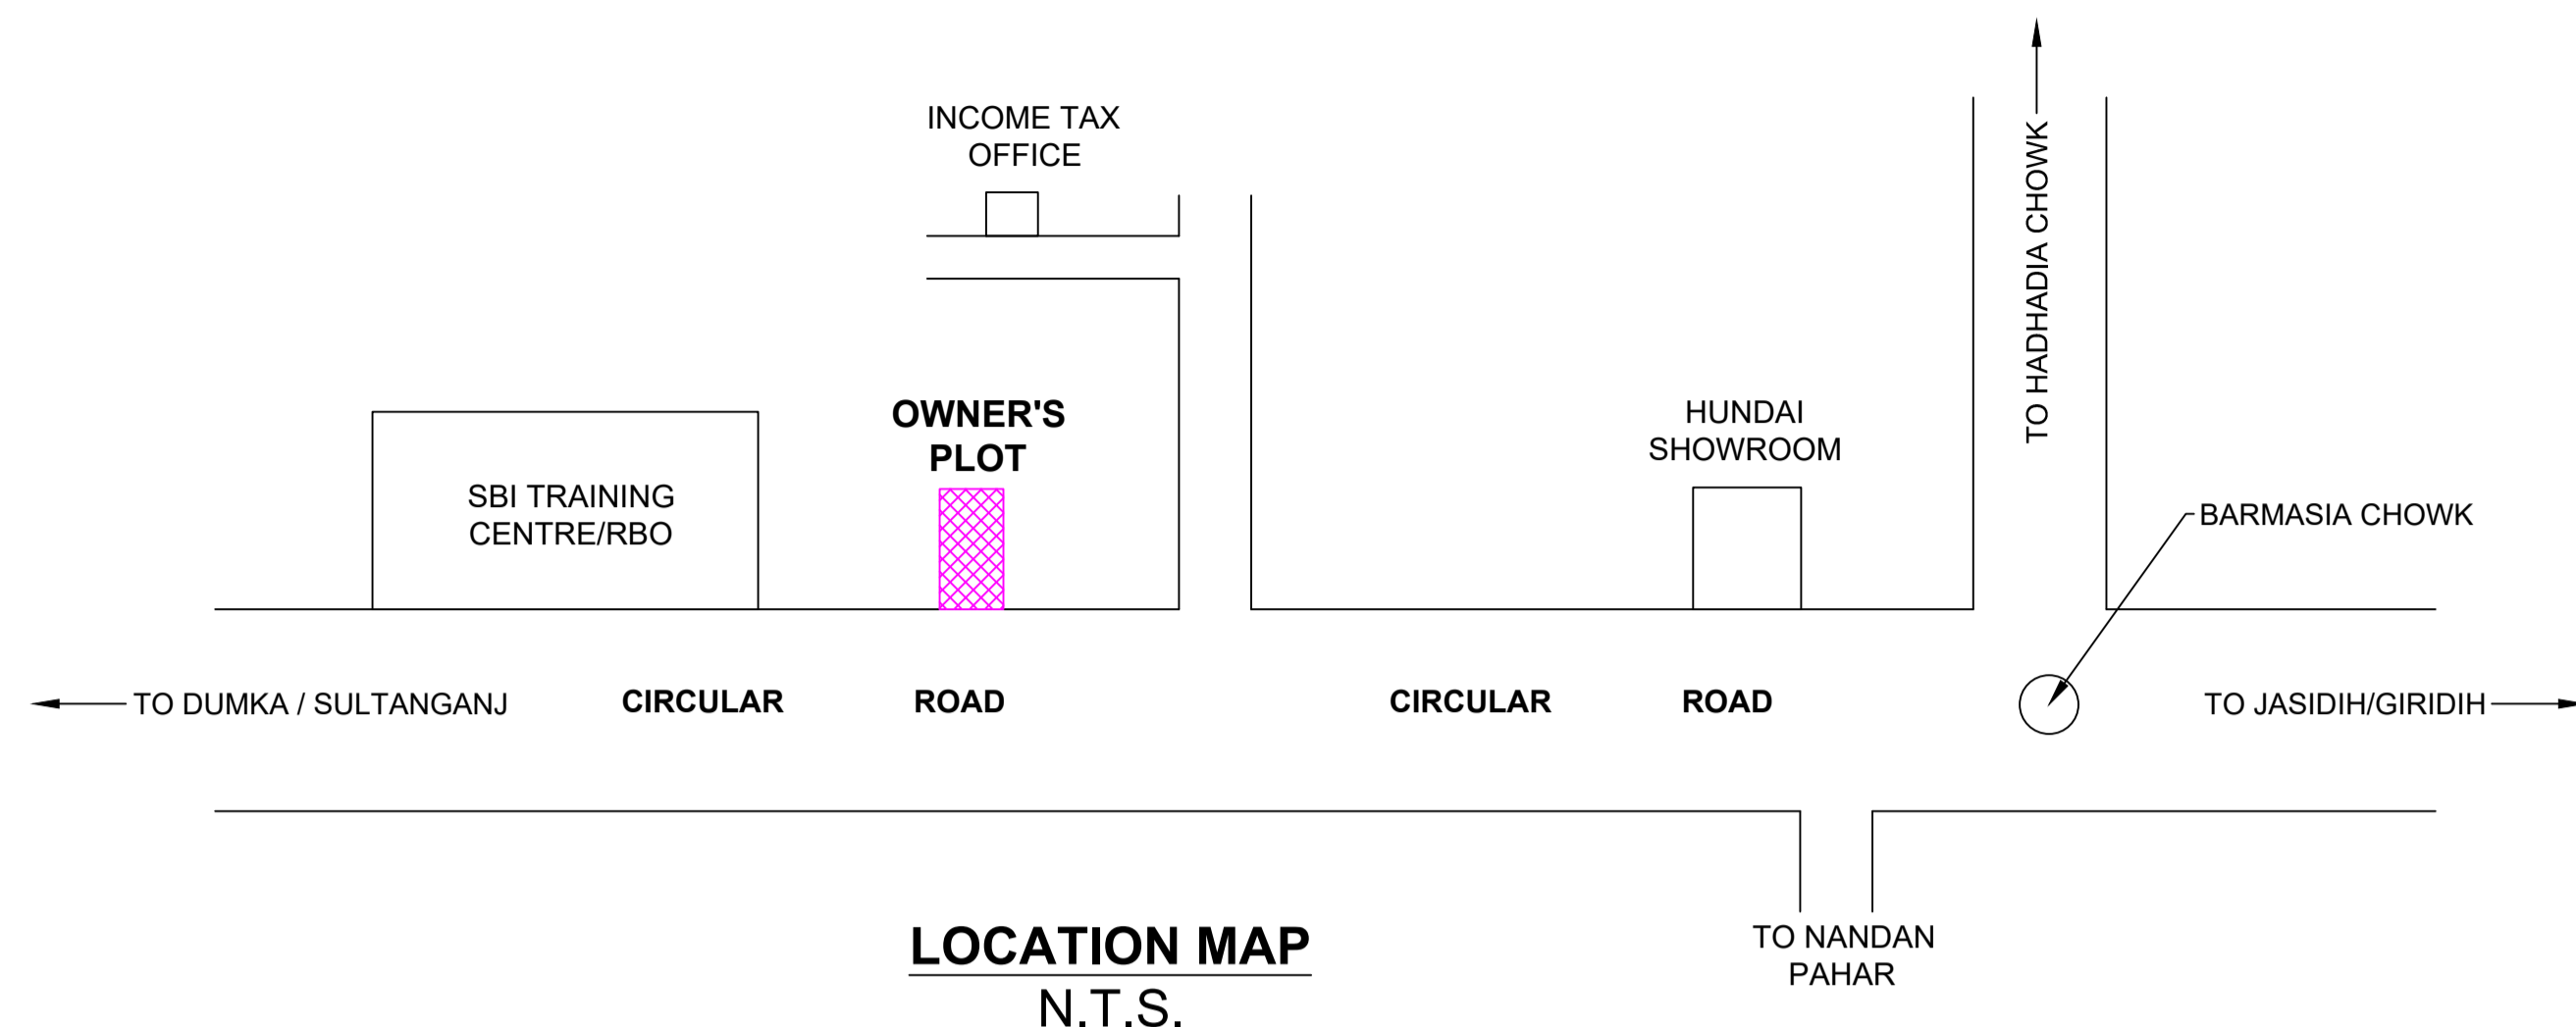 INCOME TAX
OFFICE
TO HADHADIA CHOWK
OWNER'S
PLOT
HUNDAI
SHOWROOM
SBI TRAINING
CENTRE/RBO
BARMASIA CHOWK
TO DUMKA / SULTANGANJ
CIRCULAR ROAD
CIRCULAR ROAD
TO JASIDIH/GIRIDIH
LOCATION MAP
N.T.S.
TO NANDAN
PAHAR